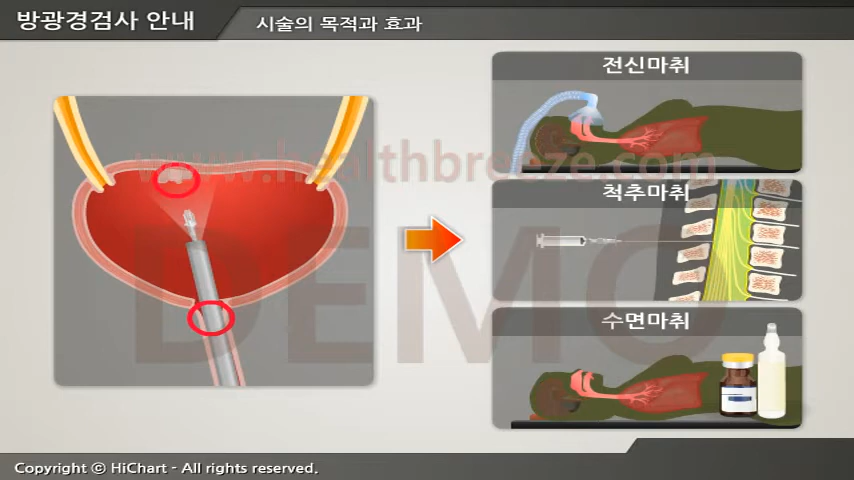 방광경검사 안내
시술의 목적과 효과
전신마취
www.healthbreeze.com
척추마취
DEMO
수면마취
Copyright ⓒ HiChart - All rights reserved.